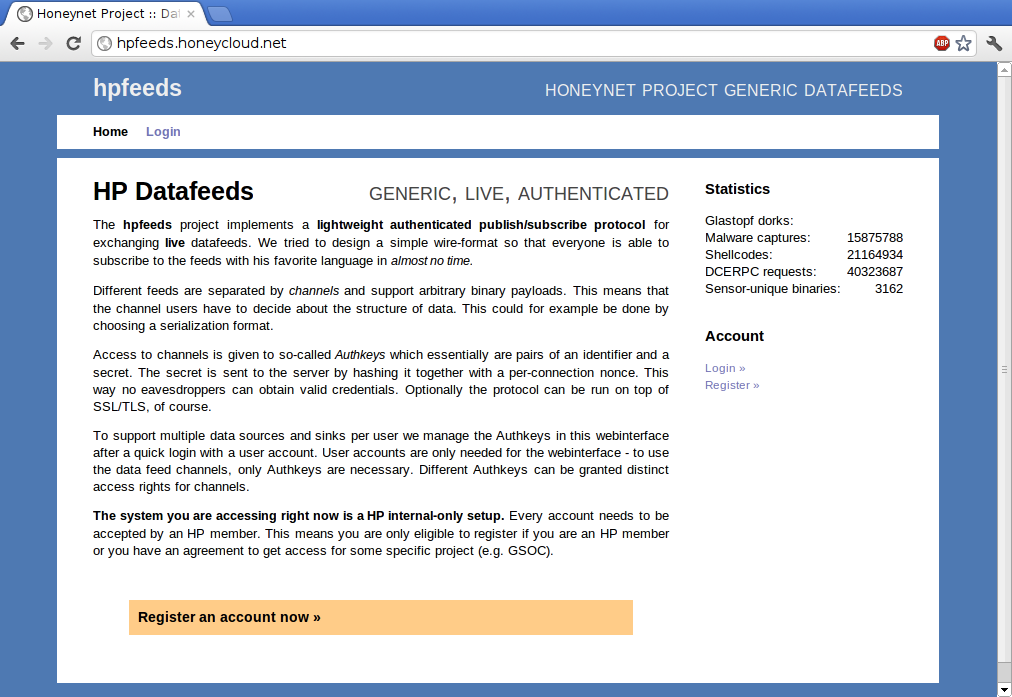 Honeynet Project :: Dat
hpfeeds.honeycloud.net
ABP
hpfeeds
HONEYNET PROJECT GENERIC DATAFEEDS
Home Login
HP Datafeeds
GENERIC, LIVE, AUTHENTICATED
The hpfeeds project implements a lightweight authenticated publish/subscribe protocol for
exchanging live datafeeds. We tried to design a simple wire-format so that everyone is able to
subscribe to the feeds with his favorite language in almost no time.
Different feeds are separated by channels and support arbitrary binary payloads. This means that
the channel users have to decide about the structure of data. This could for example be done by
choosing a serialization format.
Access to channels is given to so-called Authkeys which essentially are pairs of an identifier and a
secret. The secret is sent to the server by hashing it together with a per-connection nonce. This
way no eavesdroppers can obtain valid credentials. Optionally the protocol can be run on top of
SSL/TLS, of course.
To support multiple data sources and sinks per user we manage the Authkeys in this webinterface
after a quick login with a user account. User accounts are only needed for the webinterface - to use
the data feed channels, only Authkeys are necessary. Different Authkeys can be granted distinct
access rights for channels.
The system you are accessing right now is a HP internal-only setup. Every account needs to be
accepted by an HP member. This means you are only eligible to register if you are an HP member
or you have an agreement to get access for some specific project (e.g. GSOC).
Register an account now »
Statistics
Glastopf dorks:
Malware captures: 15875788
Shellcodes: 21164934
DCERPC requests: 40323687
Sensor-unique binaries: 3162
Account
Login »
Register »